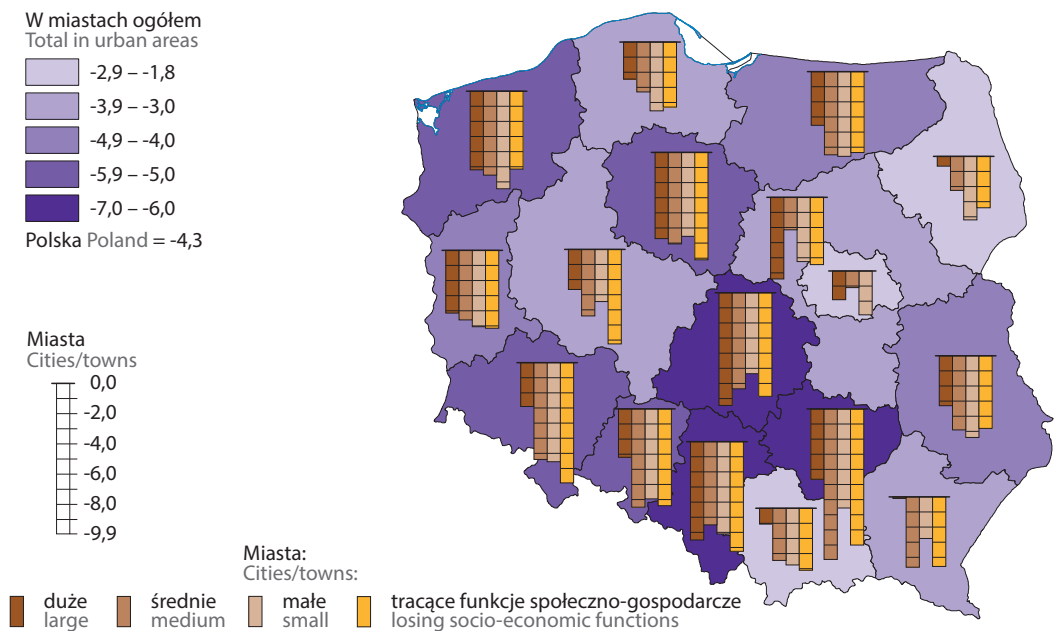 W miastach ogółem
Total in urban areas
-2,9 – -1,8
-3,9 – -3,0
-4,9 – -4,0
-5,9 – -5,0
-7,0 – -6,0
Polska Poland = -4,3
Miasta
Cities/towns
0,0
-2,0
-4,0
-6,0
-8,0
-9,9
Miasta:
Cities/towns:
duże
large
średnie
medium
małe
small
tracące funkcje społeczno-gospodarcze
losing socio-economic functions